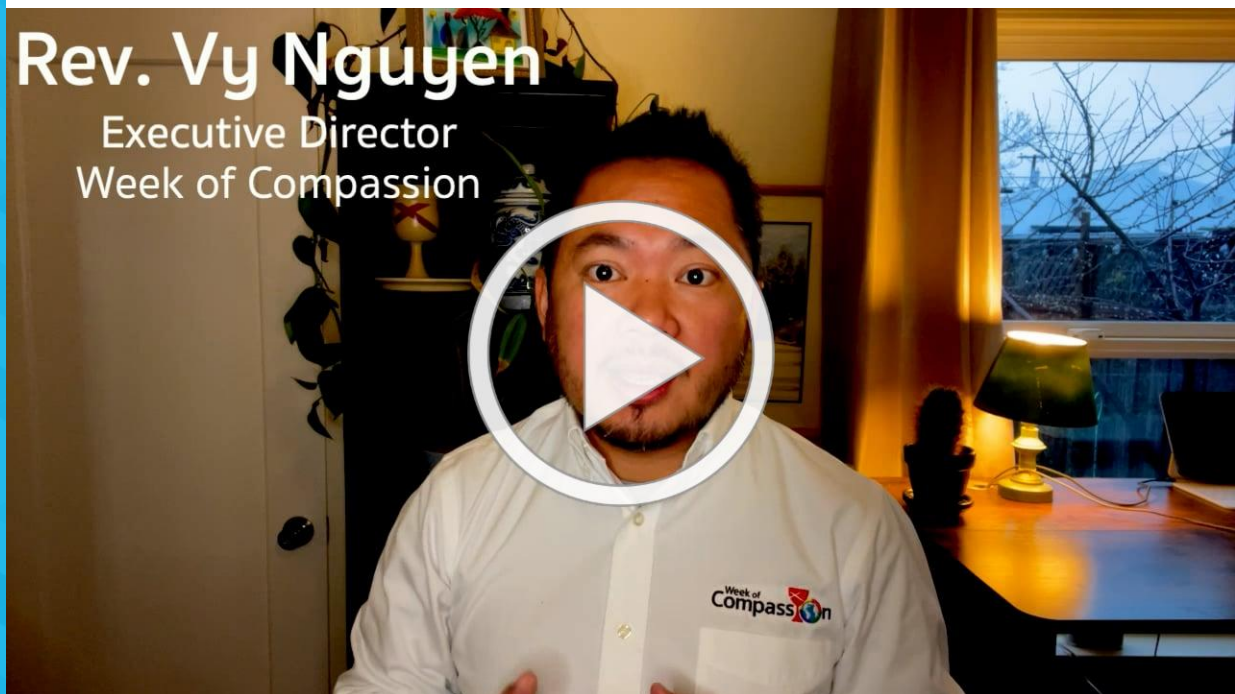 Rev. Vy Nguyen
Executive Director
Week of Compassion
Week of
Compassion